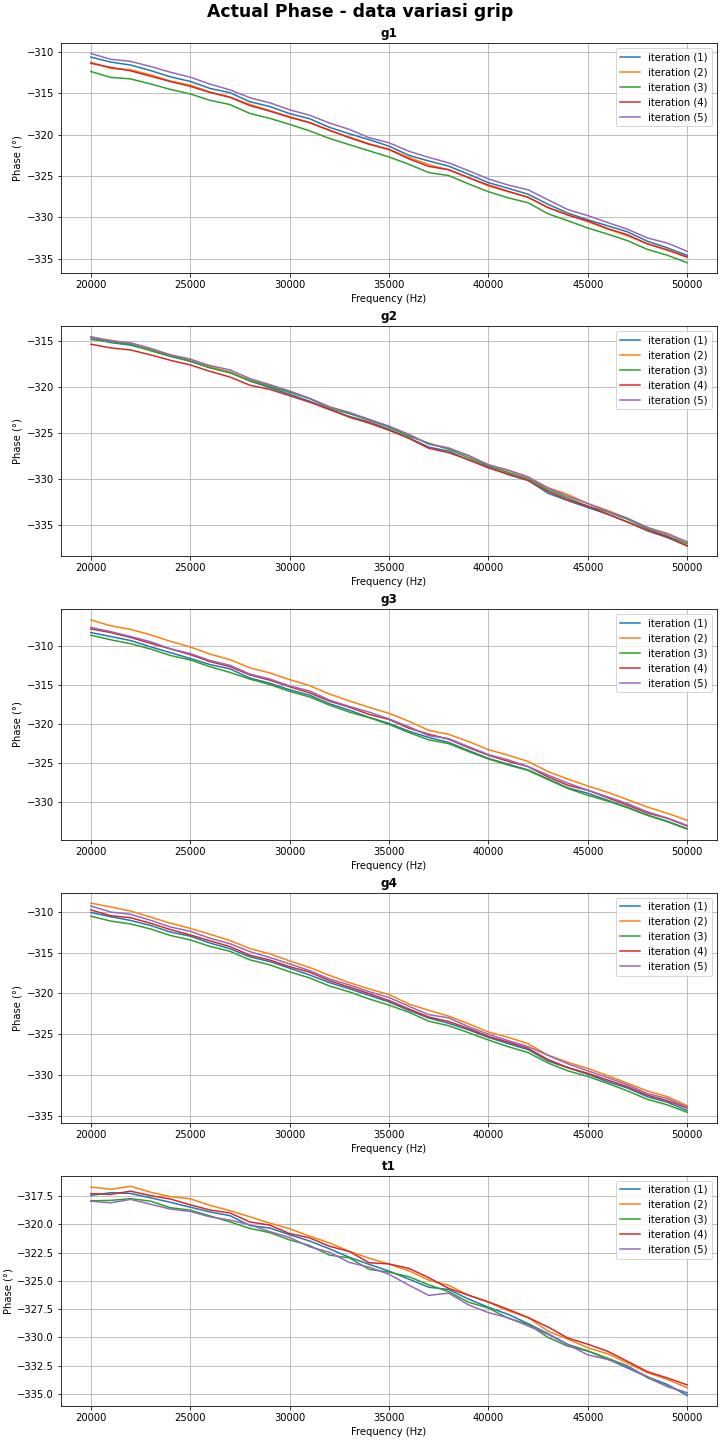 Actual Phase - data variasi grip
g1
Phase (°)
−310
−315
−320
−325
−330
−335
iteration (1)
iteration (2)
iteration (3)
iteration (4)
iteration (5)
20000 25000 30000 35000 40000 45000 50000
Frequency (Hz)
g2
Phase (°)
−315
−320
−325
−330
−335
iteration (1)
iteration (2)
iteration (3)
iteration (4)
iteration (5)
20000 25000 30000 35000 40000 45000 50000
Frequency (Hz)
g3
Phase (°)
−310
−315
−320
−325
−330
iteration (1)
iteration (2)
iteration (3)
iteration (4)
iteration (5)
20000 25000 30000 35000 40000 45000 50000
Frequency (Hz)
g4
Phase (°)
−310
−315
−320
−325
−330
−335
iteration (1)
iteration (2)
iteration (3)
iteration (4)
iteration (5)
20000 25000 30000 35000 40000 45000 50000
Frequency (Hz)
t1
Phase (°)
−317.5
−320.0
−322.5
−325.0
−327.5
−330.0
−332.5
−335.0
iteration (1)
iteration (2)
iteration (3)
iteration (4)
iteration (5)
20000 25000 30000 35000 40000 45000 50000
Frequency (Hz)